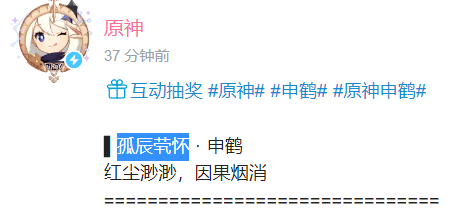 原神
37 分钟前
互动抽奖 #原神# #申鹤# #原神申鹤#
▌孤辰茕怀 · 申鹤
红尘渺渺，因果烟消
===============================